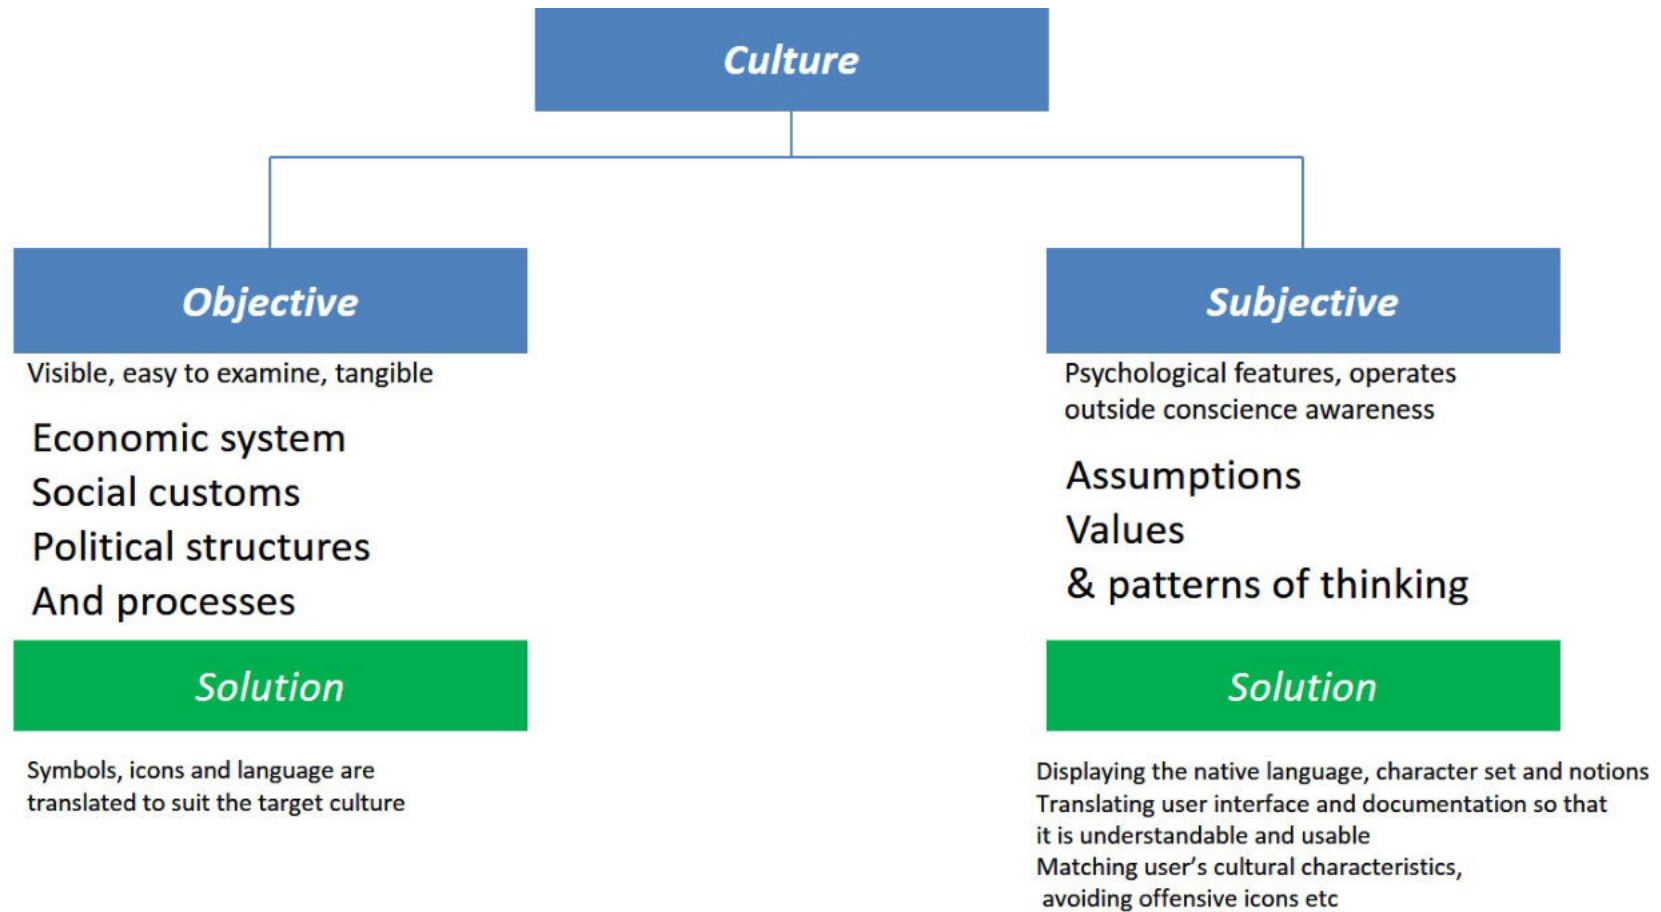 Culture
Objective
Visible, easy to examine, tangible
Economic system
Social customs
Political structures
And processes
Solution
Symbols, icons and language are
translated to suit the target culture
Subjective
Psychological features, operates
outside conscience awareness
Assumptions
Values
& patterns of thinking
Solution
Displaying the native language, character set and notions
Translating user interface and documentation so that
it is understandable and usable
Matching user's cultural characteristics,
avoiding offensive icons etc